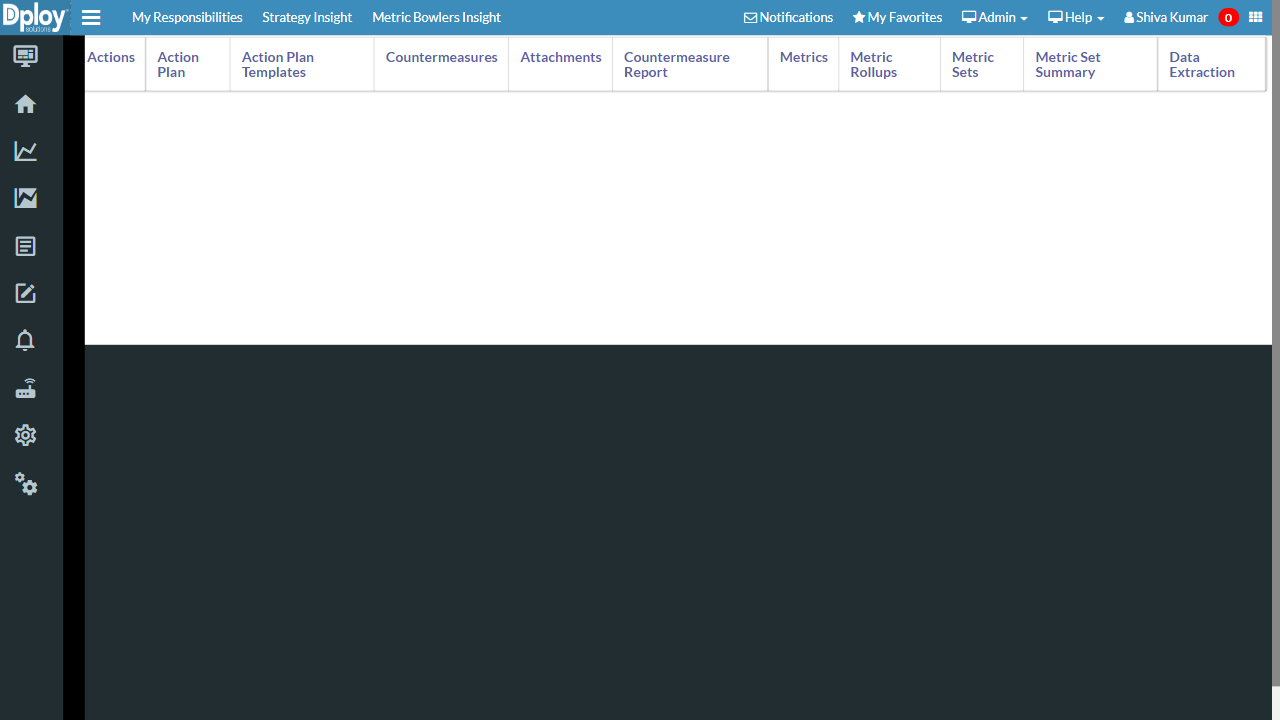 Dploy
solutions
My Responsibilities
Strategy Insight
Metric Bowlers Insight
Notifications
My Favorites
Admin
Help
Shiva Kumar
0
Actions
Action
Plan
Action Plan
Templates
Countermeasures
Attachments
Countermeasure
Report
Metrics
Metric
Rollups
Metric
Sets
Metric Set
Summary
Data
Extraction